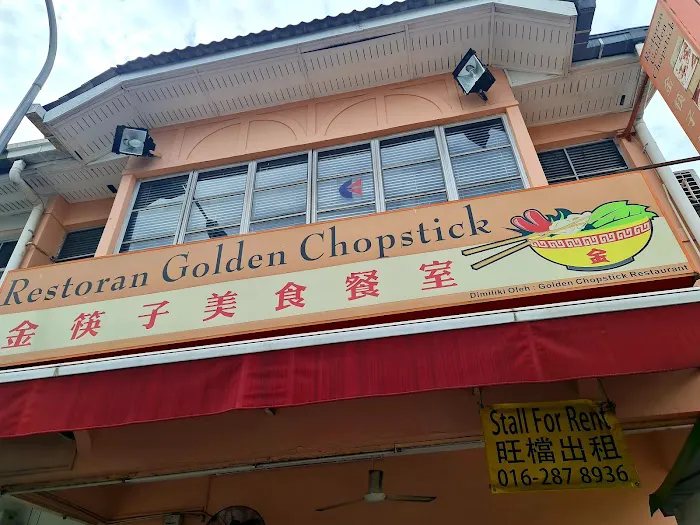 Restoran Golden Chopstick
金筷子美食餐室
金
Dimiliki Oleh : Golden Chopstick Restaurant
Stall For Rent
旺檔出租
016-287 8936